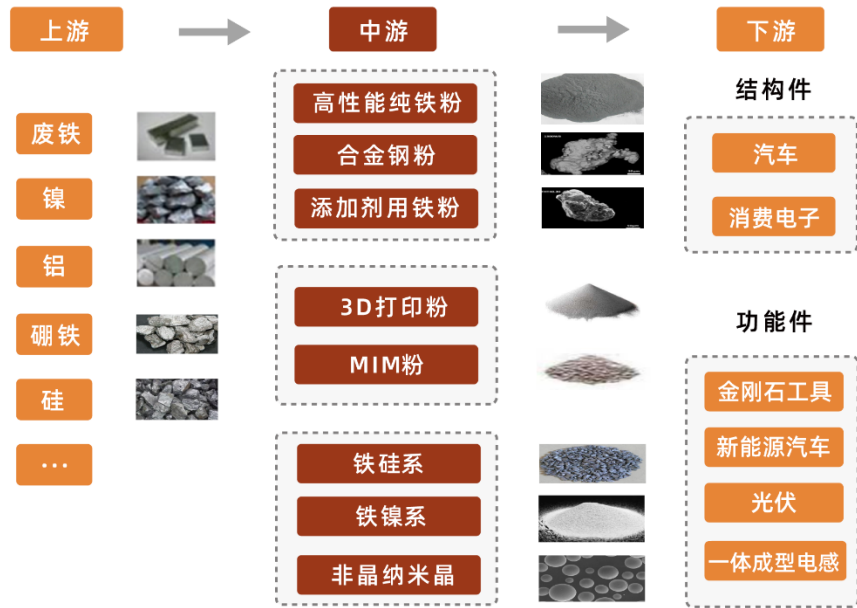 上游
中游
下游
废铁
镍
铝
硼铁
硅
...
高性能纯铁粉
合金钢粉
添加剂用铁粉
3D打印粉
MIM粉
铁硅系
铁镍系
非晶纳米晶
结构件
汽车
消费电子
功能件
金刚石工具
新能源汽车
光伏
一体成型电感